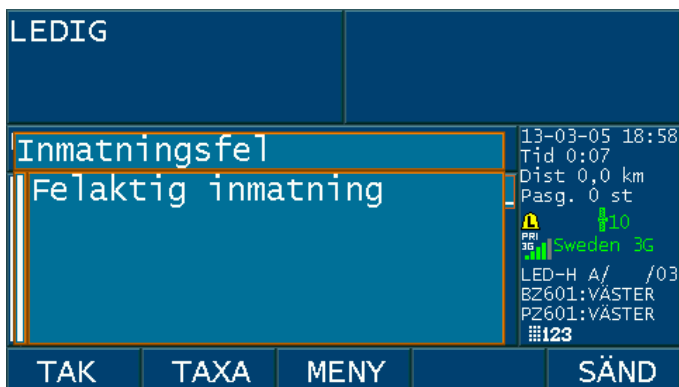 LEDIG
Inmatningsfel
Felaktig inmatning
13-03-05 18:58
Tid 0:07
Dist 0,0 km
Pasg. 0 st
L 10
PRI
3G Sweden 3G
LED-H A/ /03
BZ601:VÄSTER
PZ601:VÄSTER
123
TAK TAXA MENY SÄND